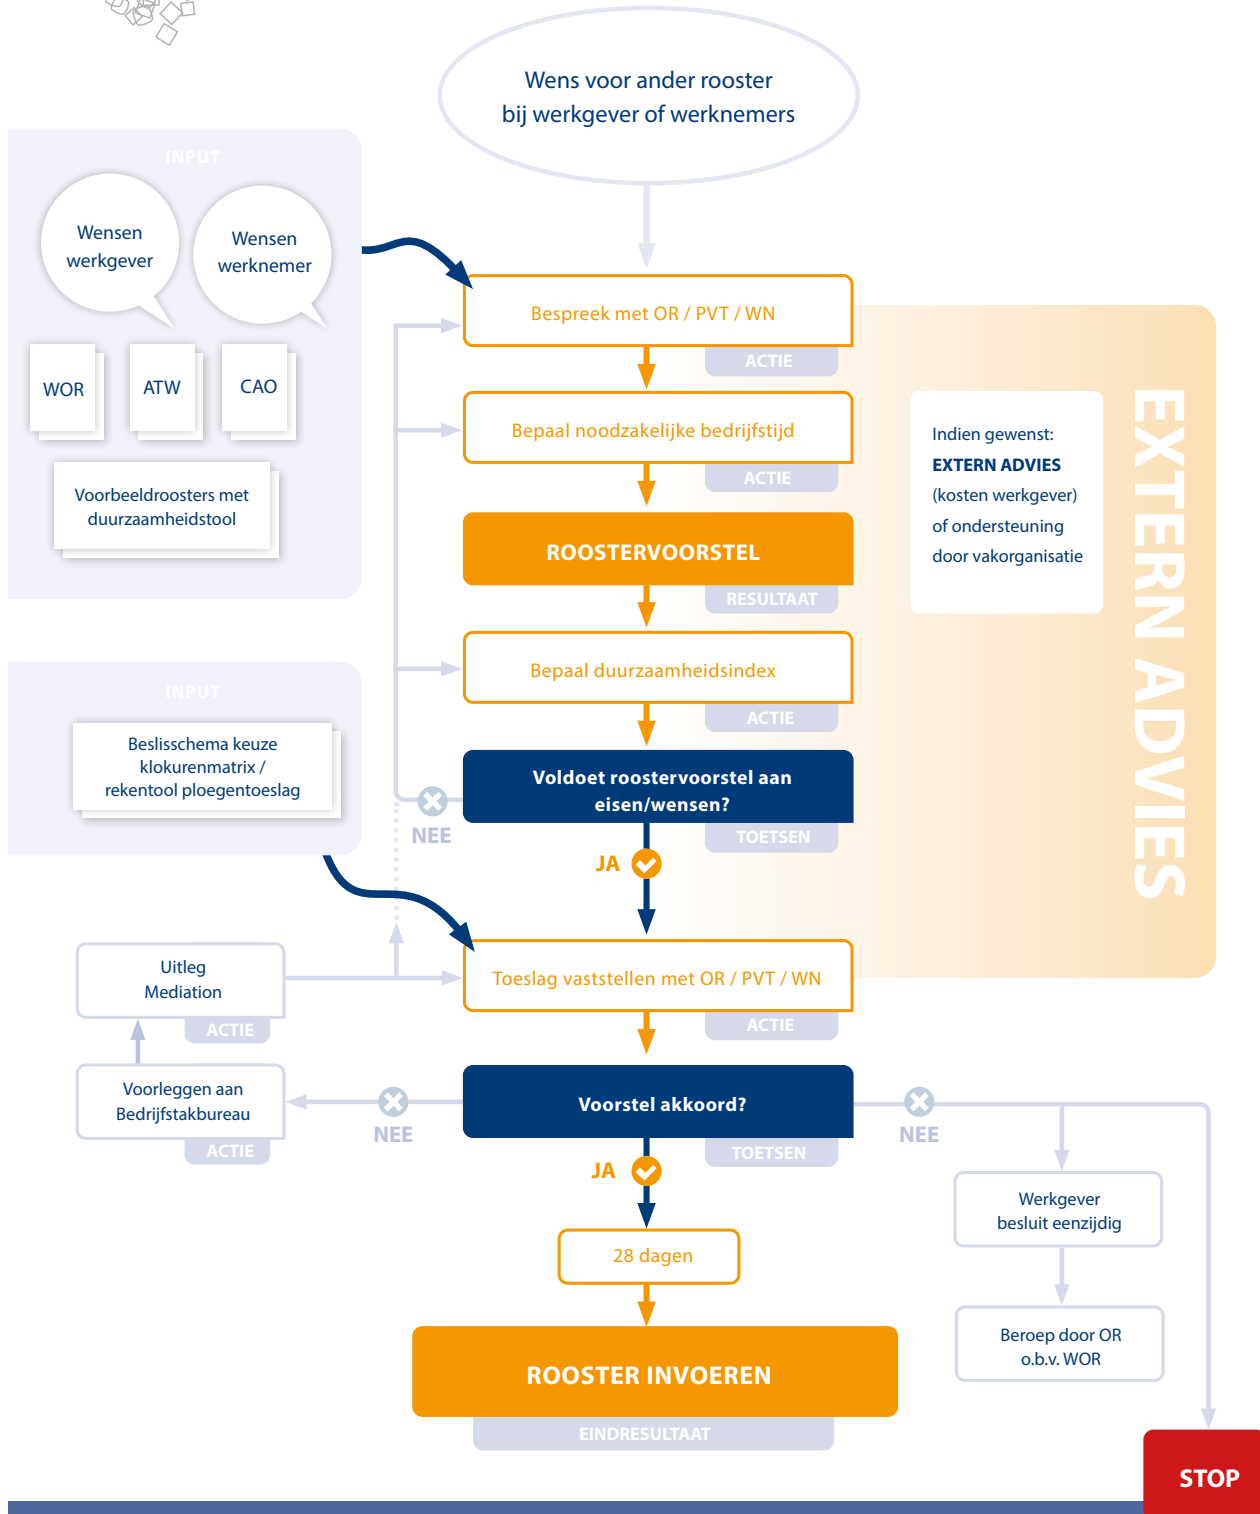 Wens voor ander rooster
bij werkgever of werknemers
INPUT
Wensen
werkgever
Wensen
werknemer
WOR
ATW
CAO
Voorbeeldroosters met
duurzaamheidstool
Bespreek met OR / PVT / WN
ACTIE
Bepaal noodzakelijke bedrijfstijd
ACTIE
ROOSTERVOORSTEL
RESULTAAT
Bepaal duurzaamheidsindex
ACTIE
Indien gewenst:
EXTERN ADVIES
(kosten werkgever)
of ondersteuning
door vakorganisatie
EXTERN ADVIES
INPUT
Beslisschema keuze
klokurenmatrix /
rekentool ploegentoeslag
Voldoet roostervoorstel aan
eisen/wensen?
TOETSEN
NEE
JA
Toeslag vaststellen met OR / PVT / WN
ACTIE
Uitleg
Mediation
ACTIE
Voorleggen aan
Bedrijfstakbureau
ACTIE
NEE
Voorstel akkoord?
TOETSEN
NEE
JA
Werkgever
besluit eenzijdig
28 dagen
Beroep door OR
o.b.v. WOR
ROOSTER INVOEREN
EINDRESULTAAT
STOP